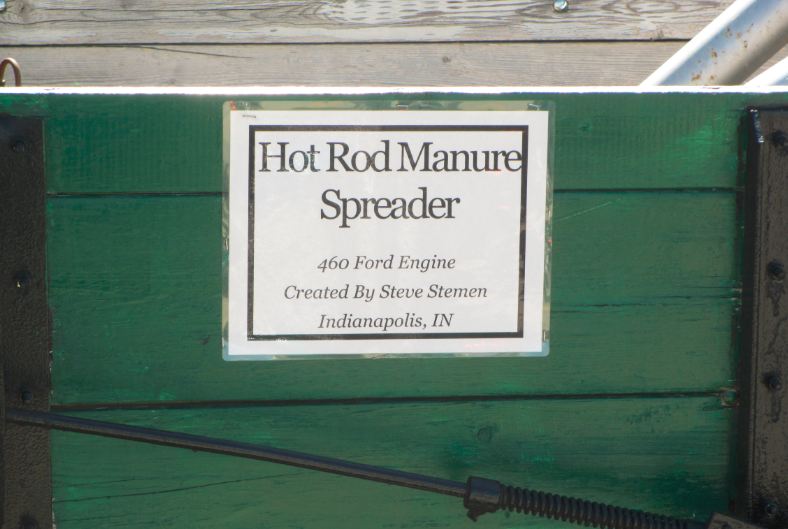 Hot Rod Manure
Spreader
460 Ford Engine
Created By Steve Stemen
Indianapolis, IN